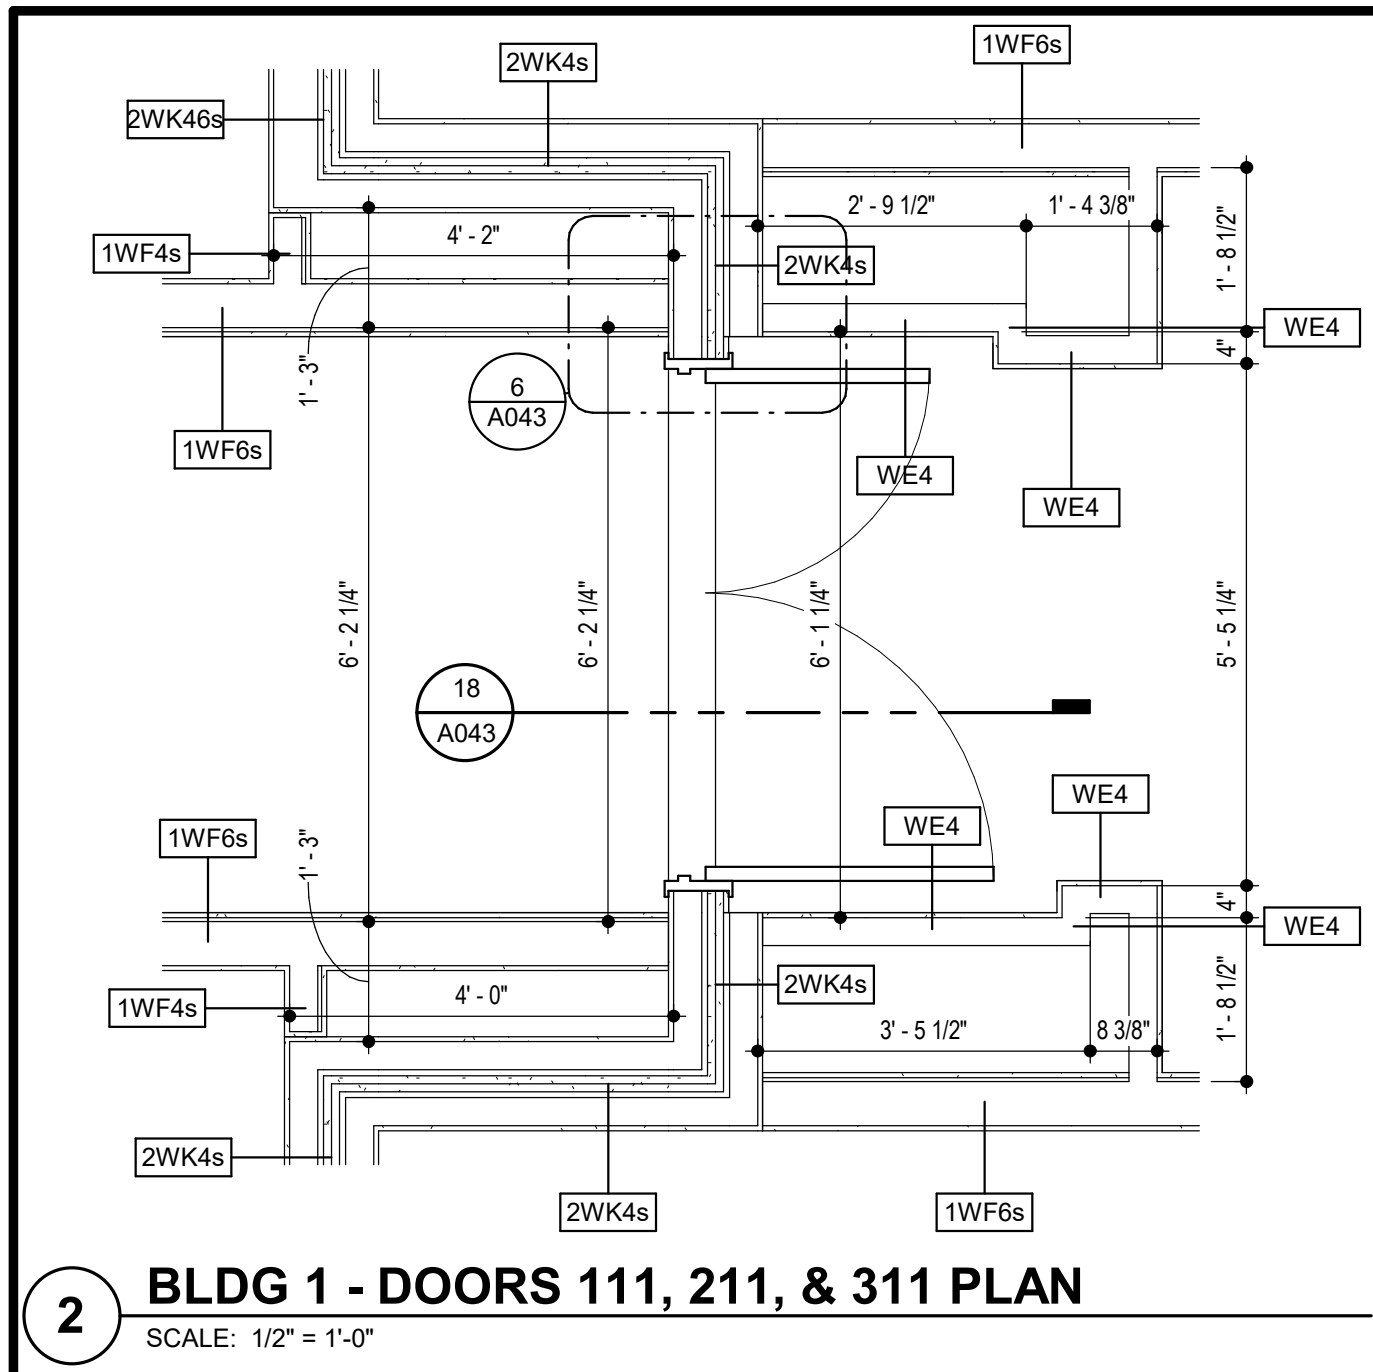 1WF6s
2WK4s
2WK46s
2' - 9 1/2"
1' - 4 3/8"
4' - 2"
1' - 8 1/2"
1WF4s
2WK4s
WE4
4"
1' - 3"
6
A043
1WF6s
WE4
WE4
6' - 2 1/4"
6' - 2 1/4"
6' - 1 1/4"
5' - 5 1/4"
18
A043
WE4
WE4
1WF6s
1' - 3"
4"
WE4
2WK4s
4' - 0"
1WF4s
3' - 5 1/2"
8 3/8"
1' - 8 1/2"
2WK4s
2WK4s
1WF6s
2
BLDG 1 - DOORS 111, 211, & 311 PLAN
SCALE: 1/2" = 1'-0"